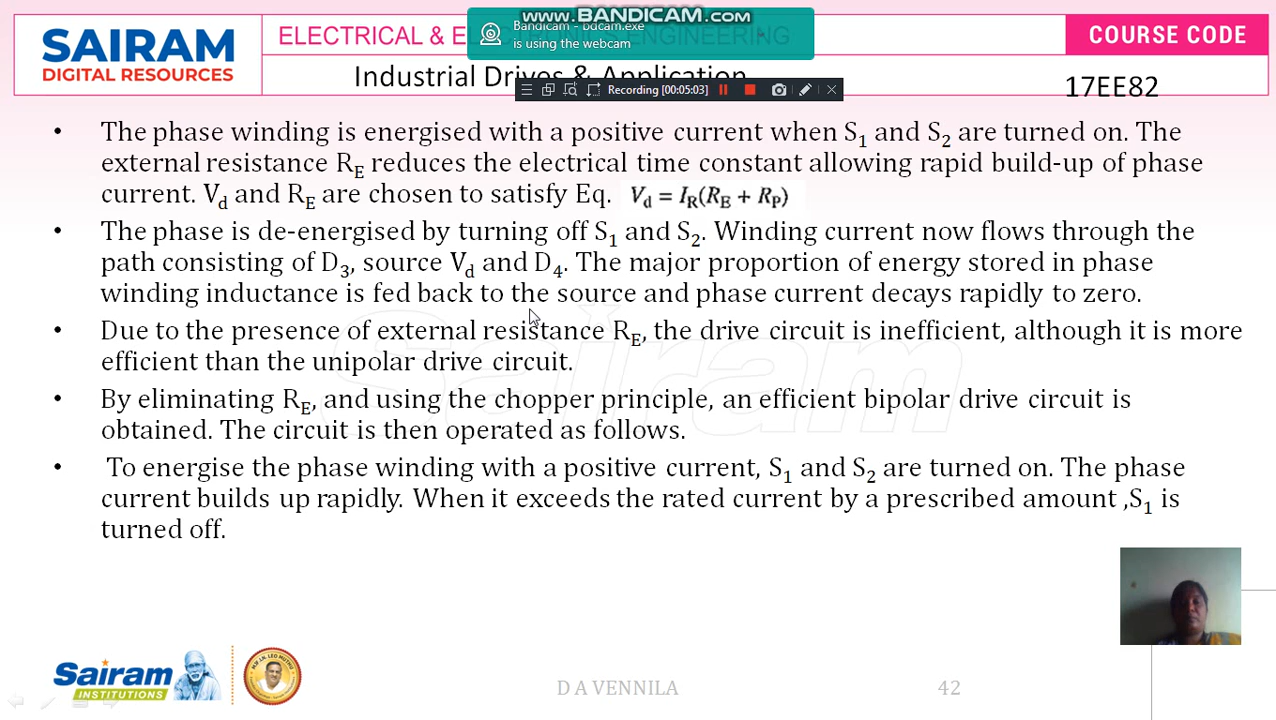 www.BANDICAM.com
Bandicam - bdcam.exe
is using the webcam
SAIRAM
DIGITAL RESOURCES
ELECTRICAL & ELECTRONICS ENGINEERING
COURSE CODE
Industrial Drives & Application
17EE82
Recording [00:05:03]
• The phase winding is energised with a positive current when S1 and S2 are turned on. The
external resistance RE reduces the electrical time constant allowing rapid build-up of phase
current. Vd and RE are chosen to satisfy Eq. Vd = IR(RE + RP)
• The phase is de-energised by turning off S1 and S2. Winding current now flows through the
path consisting of D3, source Vd and D4. The major proportion of energy stored in phase
winding inductance is fed back to the source and phase current decays rapidly to zero.
• Due to the presence of external resistance RE, the drive circuit is inefficient, although it is more
efficient than the unipolar drive circuit.
• By eliminating RE, and using the chopper principle, an efficient bipolar drive circuit is
obtained. The circuit is then operated as follows.
• To energise the phase winding with a positive current, S1 and S2 are turned on. The phase
current builds up rapidly. When it exceeds the rated current by a prescribed amount ,S1 is
turned off.
Sairam
Sairam
INSTITUTIONS
D A VENNILA
42